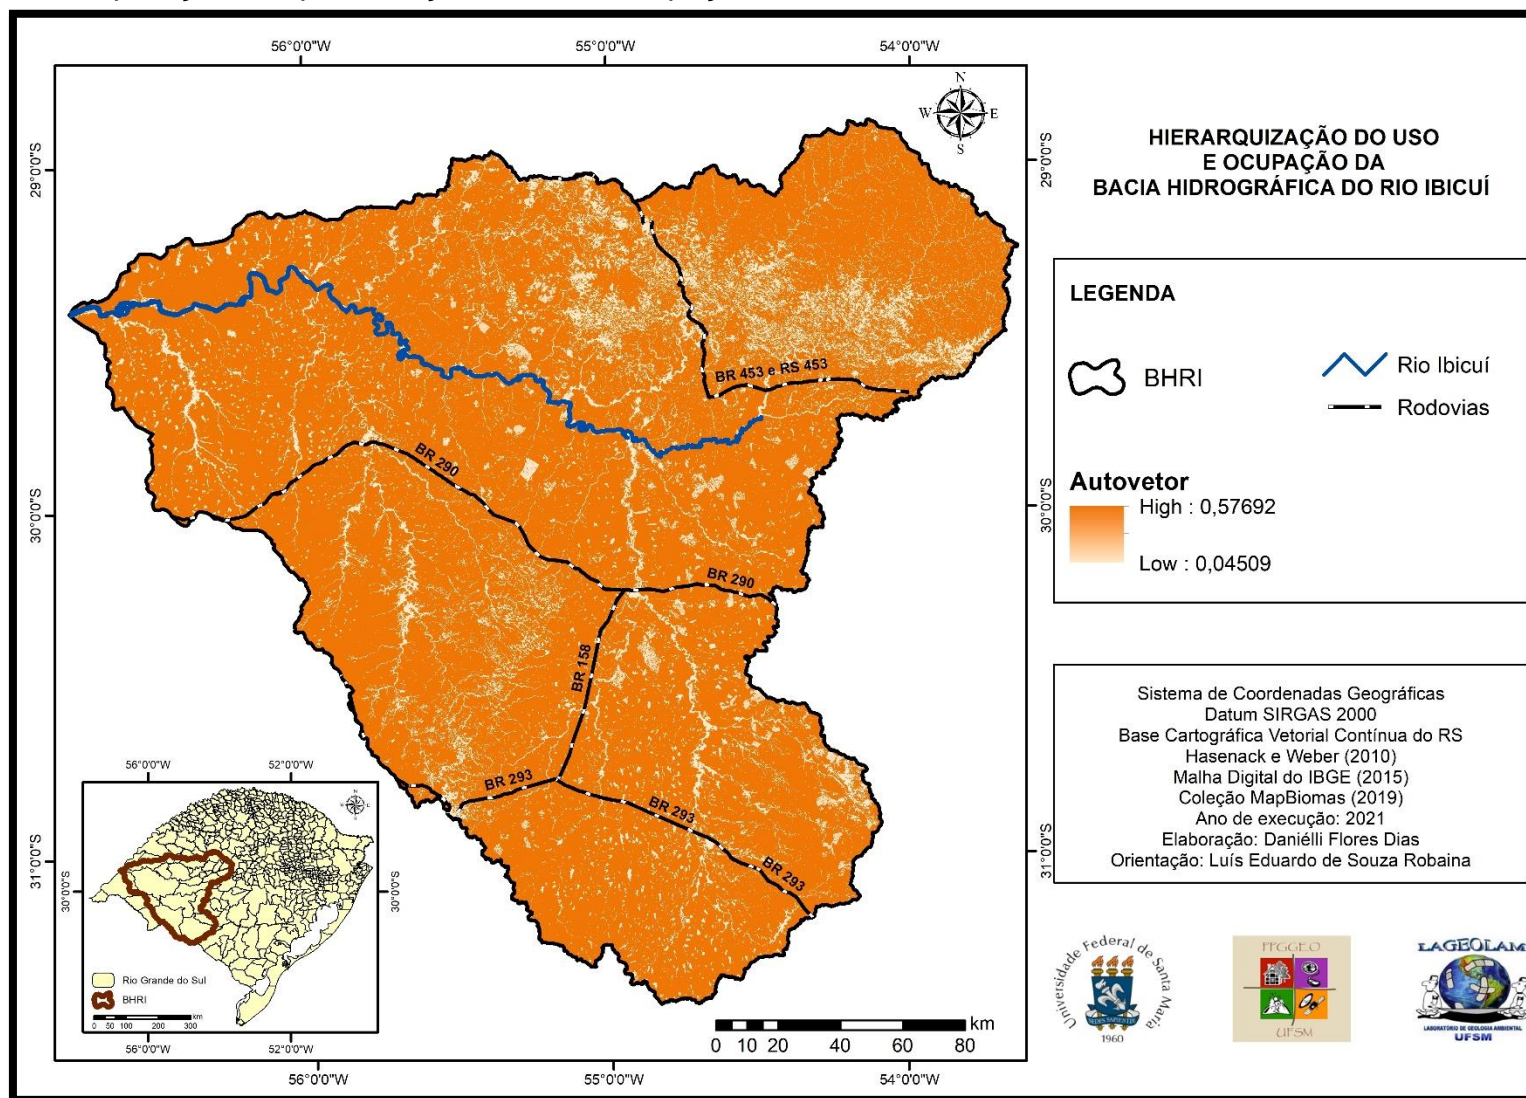 56°0'0"W 55°0'0"W 54°0'0"W
29°0'0"S
30°0'0"S
31°0'0"S
29°0'0"S
30°0'0"S
31°0'0"S
N
W E
S
BR 453 e RS 453
BR 290
BR 290
BR 158
BR 293
BR 293
BR 293
56°0'0"W 52°0'0"W
30°0'0"S
30°0'0"S
Rio Grande do Sul
BHRI
0 50 100 200 300 km
56°0'0"W 52°0'0"W
0 10 20 40 60 80 km
56°0'0"W 55°0'0"W 54°0'0"W
HIERARQUIZAÇÃO DO USO
E OCUPAÇÃO DA
BACIA HIDROGRÁFICA DO RIO IBICUÍ
LEGENDA
BHRI
Rio Ibicuí
Rodovias
Autovetor
High : 0,57692
Low : 0,04509
Sistema de Coordenadas Geográficas
Datum SIRGAS 2000
Base Cartográfica Vetorial Contínua do RS
Hasenack e Weber (2010)
Malha Digital do IBGE (2015)
Coleção MapBiomas (2019)
Ano de execução: 2021
Elaboração: Daniélli Flores Dias
Orientação: Luís Eduardo de Souza Robaina
Universidade Federal de Santa Maria
SEDES SAPIENTIAE
1960
PPGGEO
UFSM
LAGEOLAM
LABORATÓRIO DE GEOLOGIA AMBIENTAL
UFSM